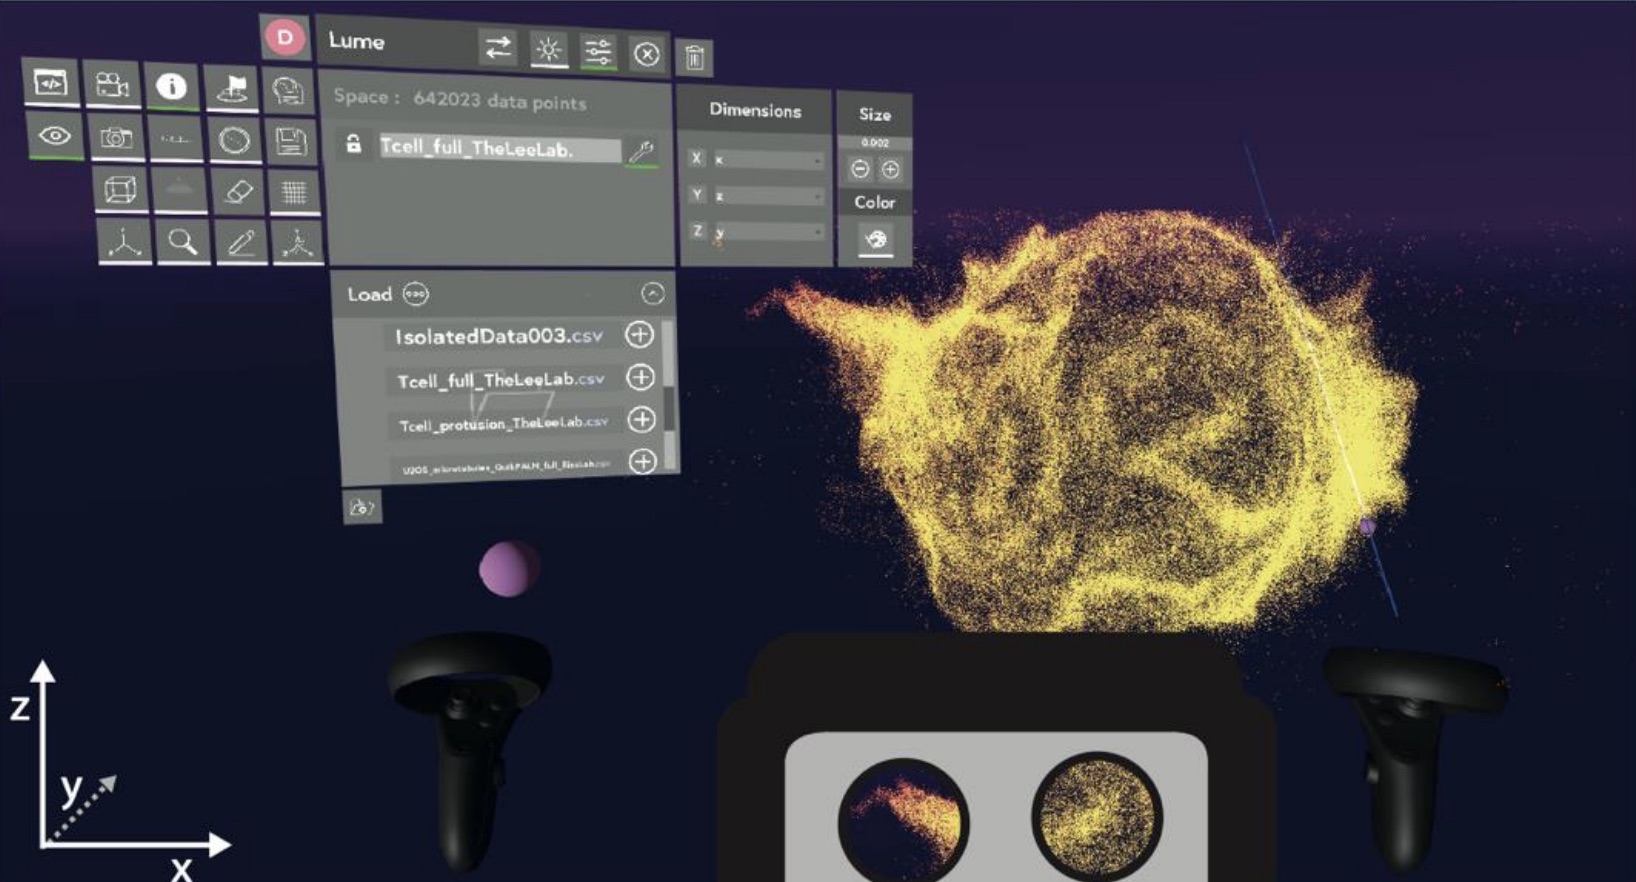 D
Lume
Space : 642023 data points
Tcell_full_TheLeeLab.
Dimensions
X x
Y z
Z y
Size
0.002
Color
Load
IsolatedData003.csv
Tcell_full_TheLeeLab.csv
Tcell_protusion_TheLeeLab.csv
z
y
x